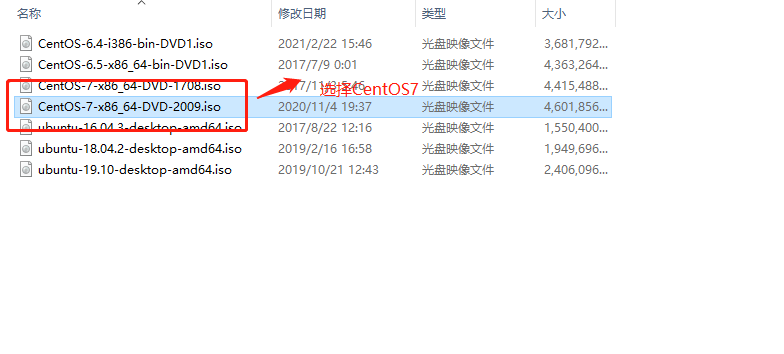 名称 修改日期 类型 大小
CentOS-6.4-i386-bin-DVD1.iso 2021/2/22 15:46 光盘映像文件 3,681,792...
CentOS-6.5-x86_64-bin-DVD1.iso 2017/7/9 0:01 光盘映像文件 4,363,264...
CentOS-7-x86_64-DVD-1708.iso 2017/11/3 5:46 光盘映像文件 4,415,488...
选择CentOS7
CentOS-7-x86_64-DVD-2009.iso 2020/11/4 19:37 光盘映像文件 4,601,856...
ubuntu-16.04.3-desktop-amd64.iso 2017/8/22 12:16 光盘映像文件 1,550,400...
ubuntu-18.04.2-desktop-amd64.iso 2019/2/16 16:58 光盘映像文件 1,949,696...
ubuntu-19.10-desktop-amd64.iso 2019/10/21 12:43 光盘映像文件 2,406,096...